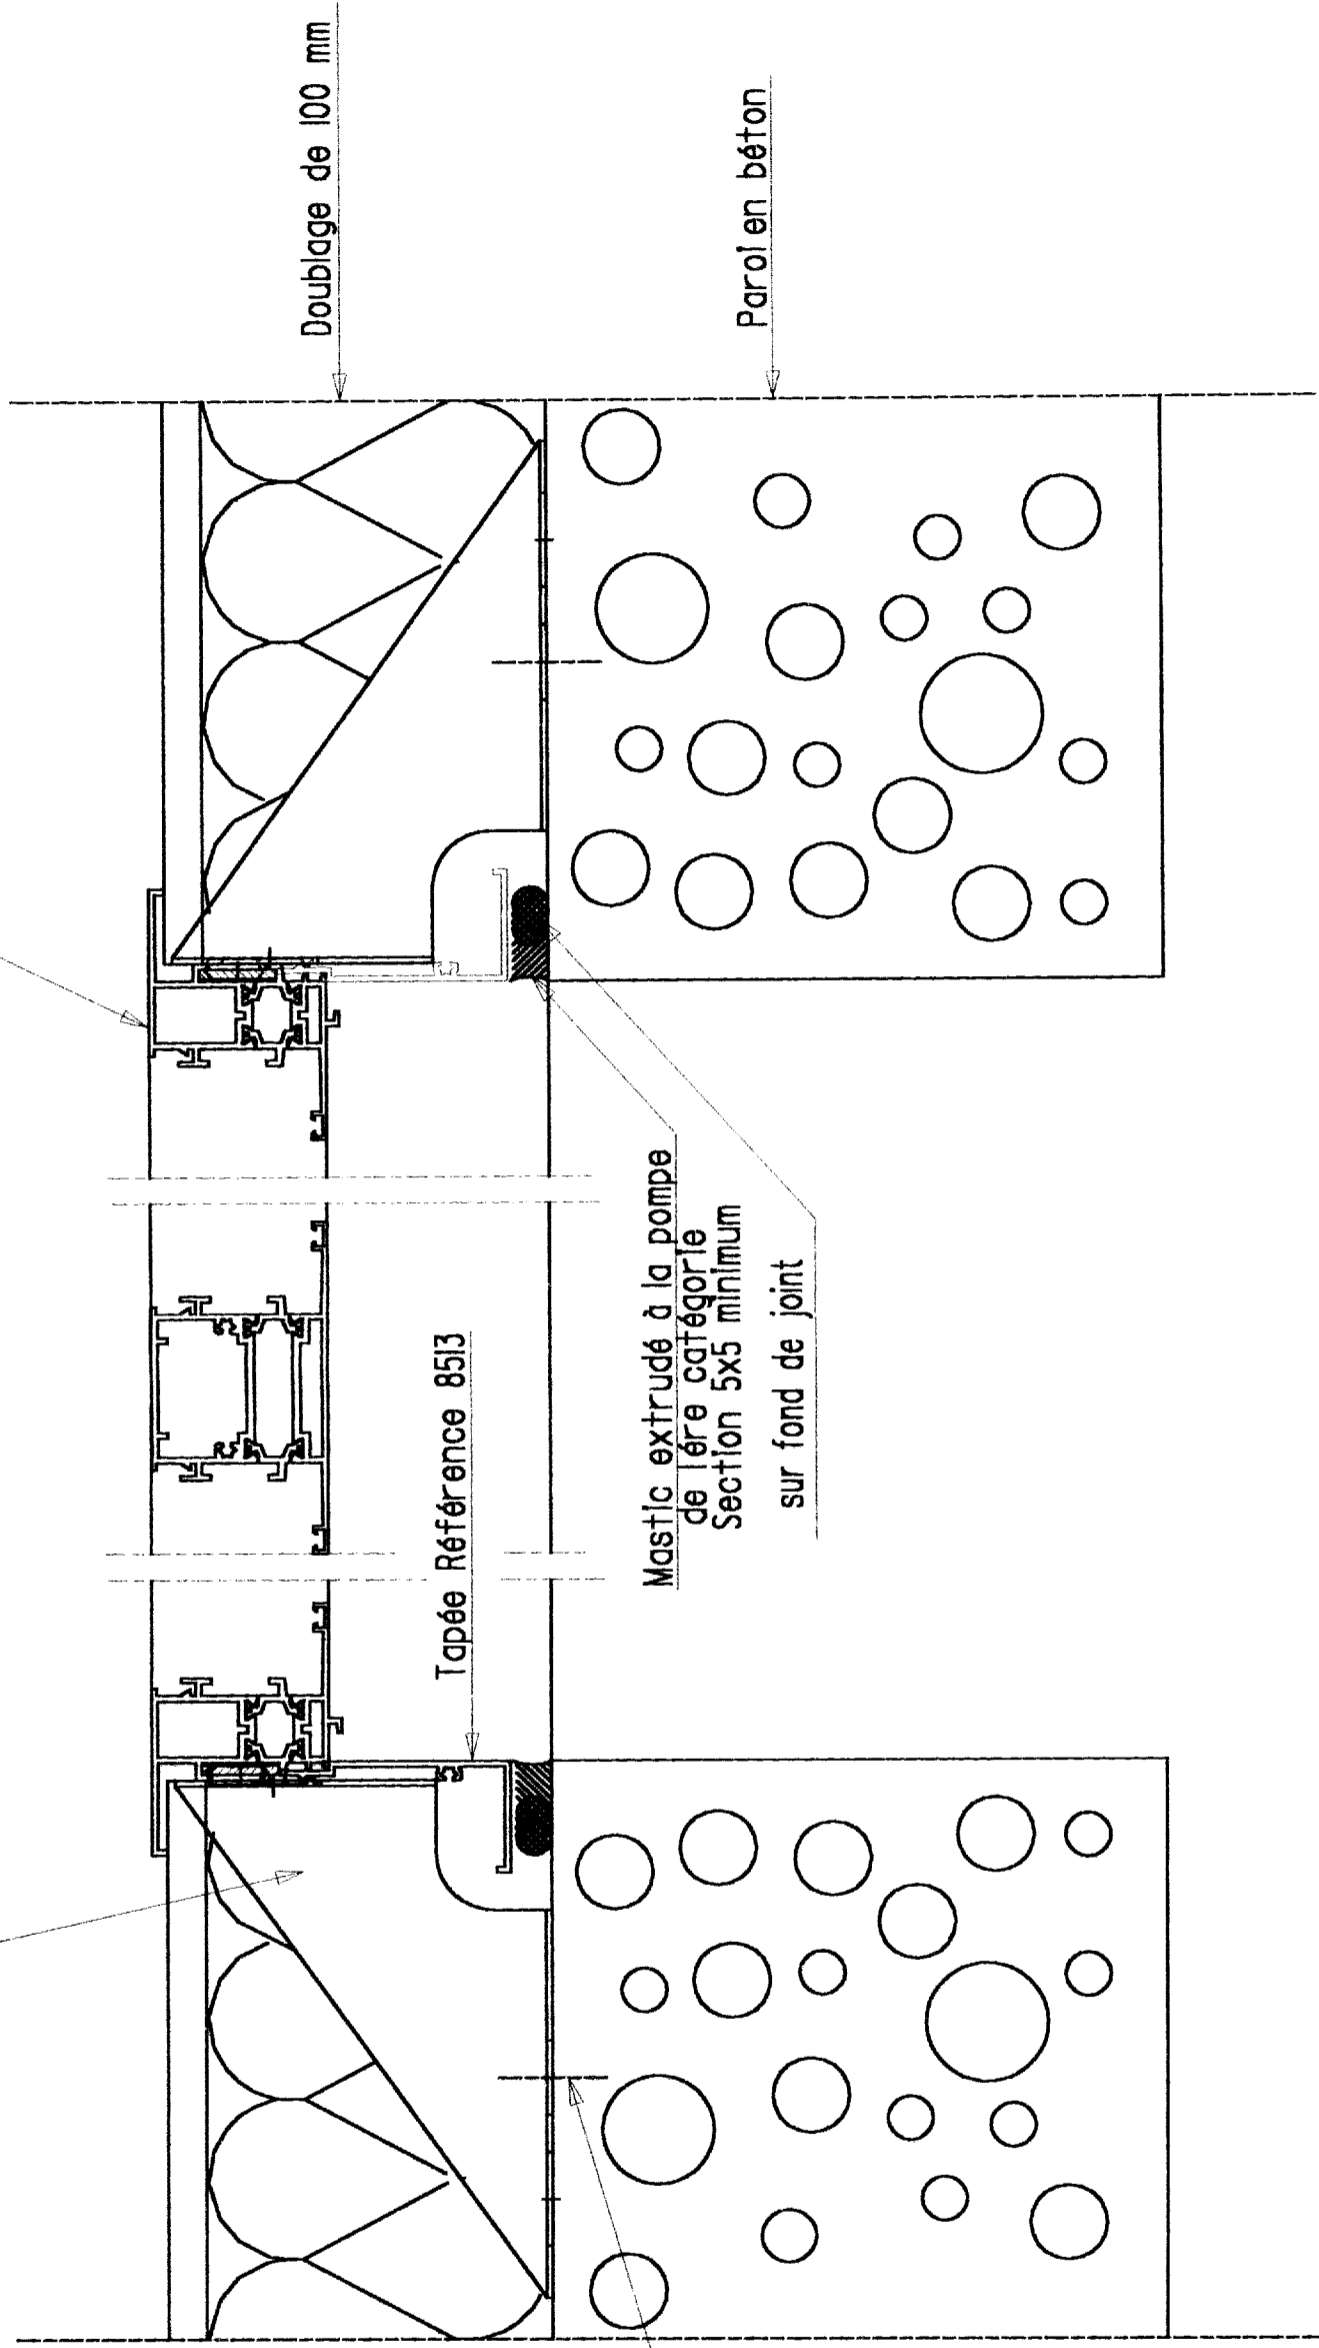 Doublage de 100 mm
Paroi en béton
Tapée Référence 8513
Mastic extrudé à la pompe
de 1ére catégorie
Section 5x5 minimum
sur fond de joint